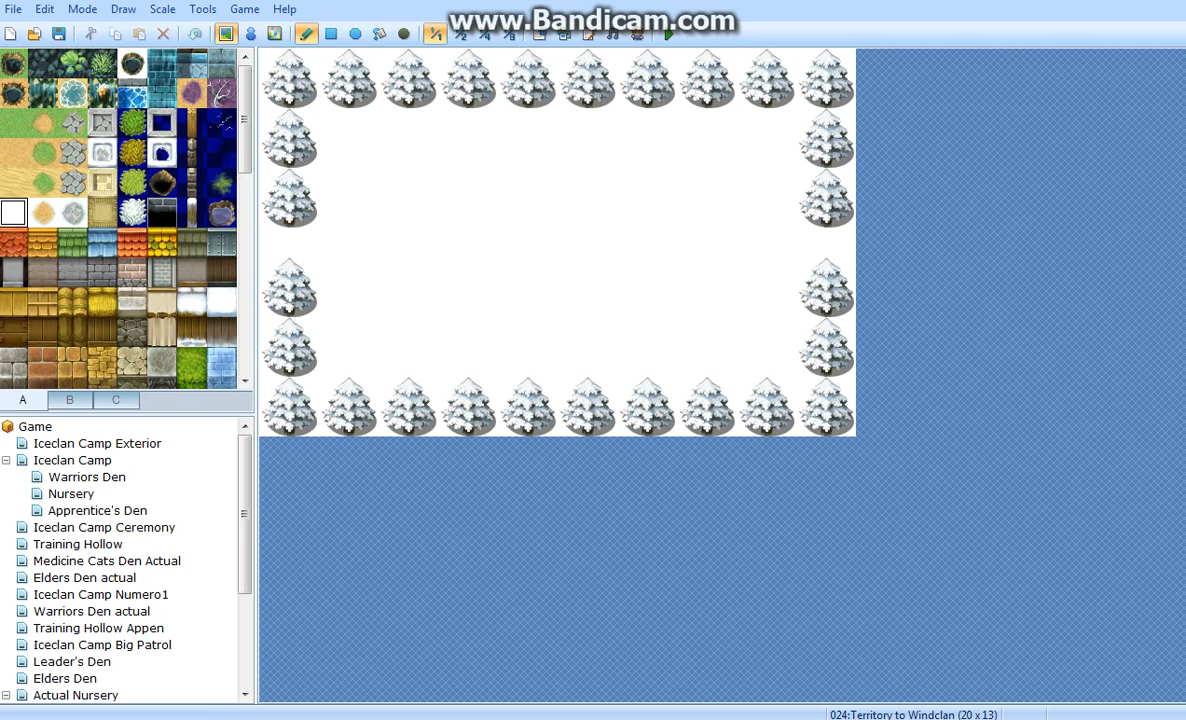 www.Bandicam.com
File Edit Mode Draw Scale Tools Game Help
A B C
Game
Iceclan Camp Exterior
Iceclan Camp
Warriors Den
Nursery
Apprentice's Den
Iceclan Camp Ceremony
Training Hollow
Medicine Cats Den Actual
Elders Den actual
Iceclan Camp Numero1
Warriors Den actual
Training Hollow Appen
Iceclan Camp Big Patrol
Leader's Den
Elders Den
Actual Nursery
024:Territory to Windclan (20 x 13)